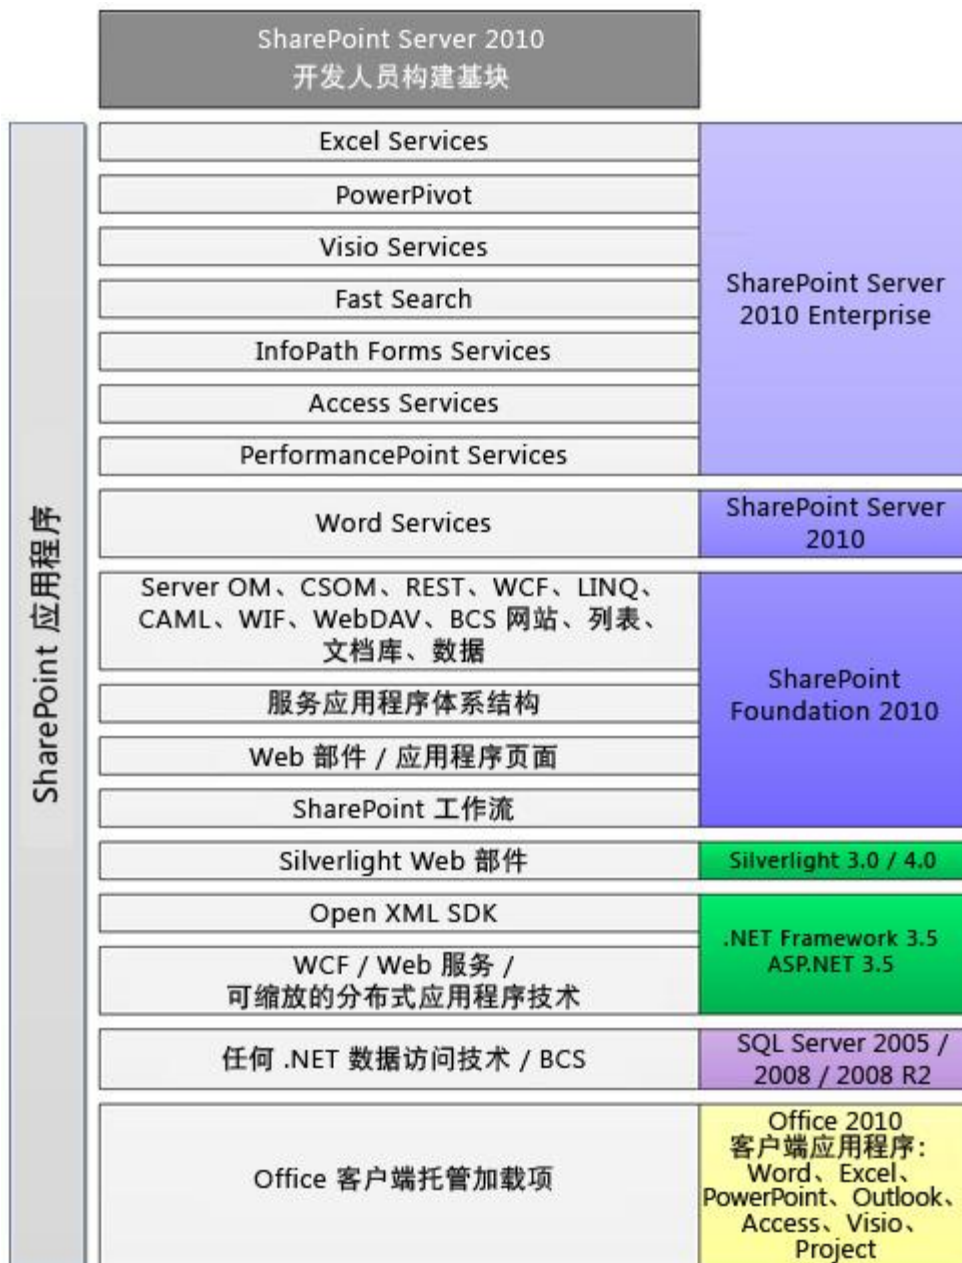 SharePoint Server 2010
开发人员构建基块
SharePoint 应用程序
Excel Services
PowerPivot
Visio Services
Fast Search
InfoPath Forms Services
Access Services
PerformancePoint Services
SharePoint Server
2010 Enterprise
Word Services
SharePoint Server
2010
Server OM、CSOM、REST、WCF、LINQ、
CAML、WIF、WebDAV、BCS 网站、列表、
文档库、数据
服务应用程序体系结构
Web 部件 / 应用程序页面
SharePoint 工作流
SharePoint
Foundation 2010
Silverlight Web 部件
Silverlight 3.0 / 4.0
Open XML SDK
WCF / Web 服务 /
可缩放的分布式应用程序技术
.NET Framework 3.5
ASP.NET 3.5
任何 .NET 数据访问技术 / BCS
SQL Server 2005 /
2008 / 2008 R2
Office 客户端托管加载项
Office 2010
客户端应用程序：
Word、Excel、
PowerPoint、Outlook、
Access、Visio、
Project